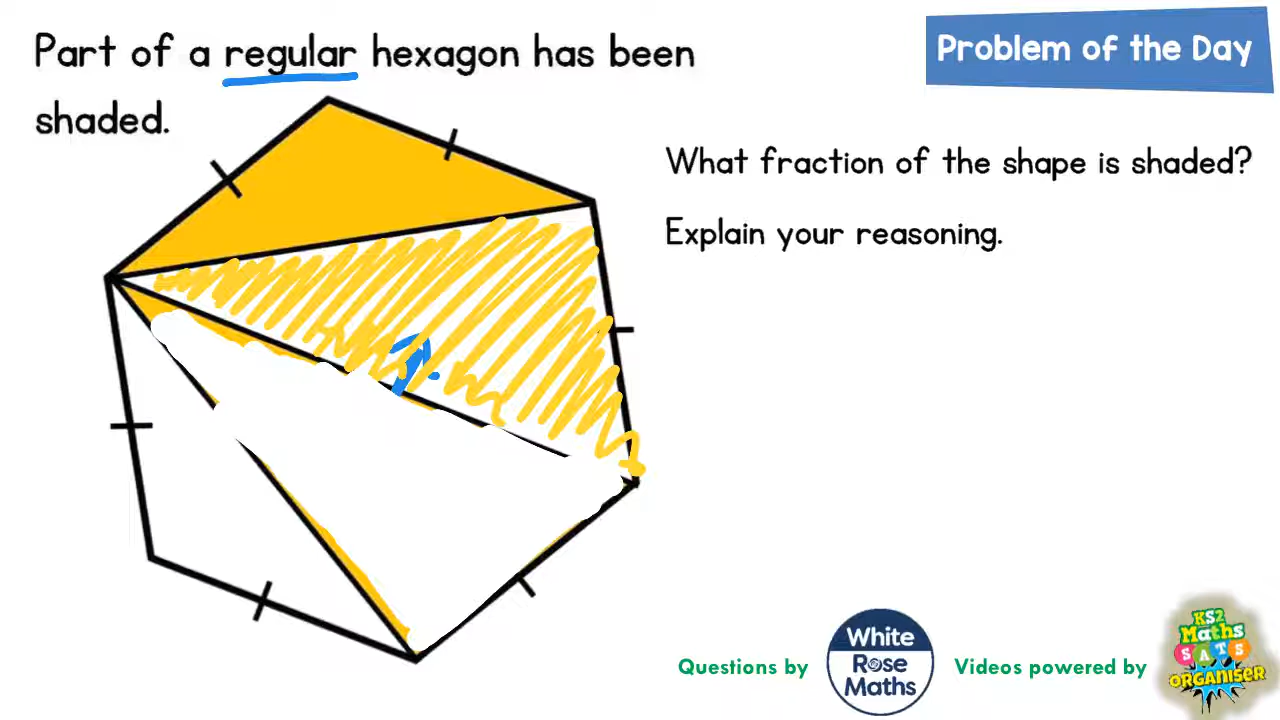 Part of a regular hexagon has been
shaded.
Problem of the Day
What fraction of the shape is shaded?
Explain your reasoning.
Questions by
White
Rose
Maths
Videos powered by
KS2
Maths
SATS
ORGANISER